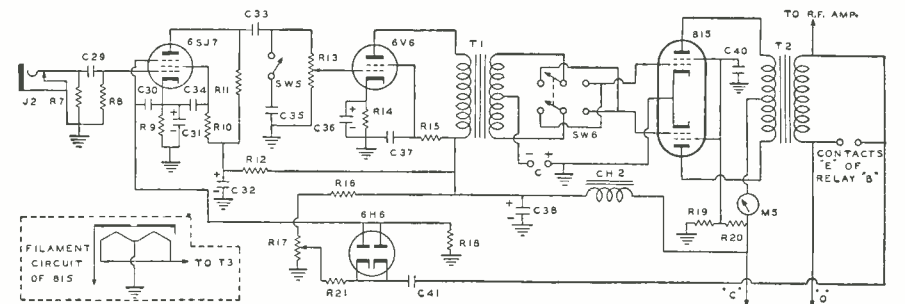 C29
J2
R7
R8
6SJ7
C30
C34
R9
C31
R10
R11
C32
R12
C33
SW5
C35
R13
6V6
R14
C36
C37
R15
T1
SW6
- +
C
815
C40
T2
TO R.F. AMP.
CONTACTS
"E" OF
RELAY "B"
M5
R19
R20
CH 2
C38
R16
R17
6H6
R18
R21
C41
"C"
"D"
FILAMENT
CIRCUIT
OF 815
TO T3